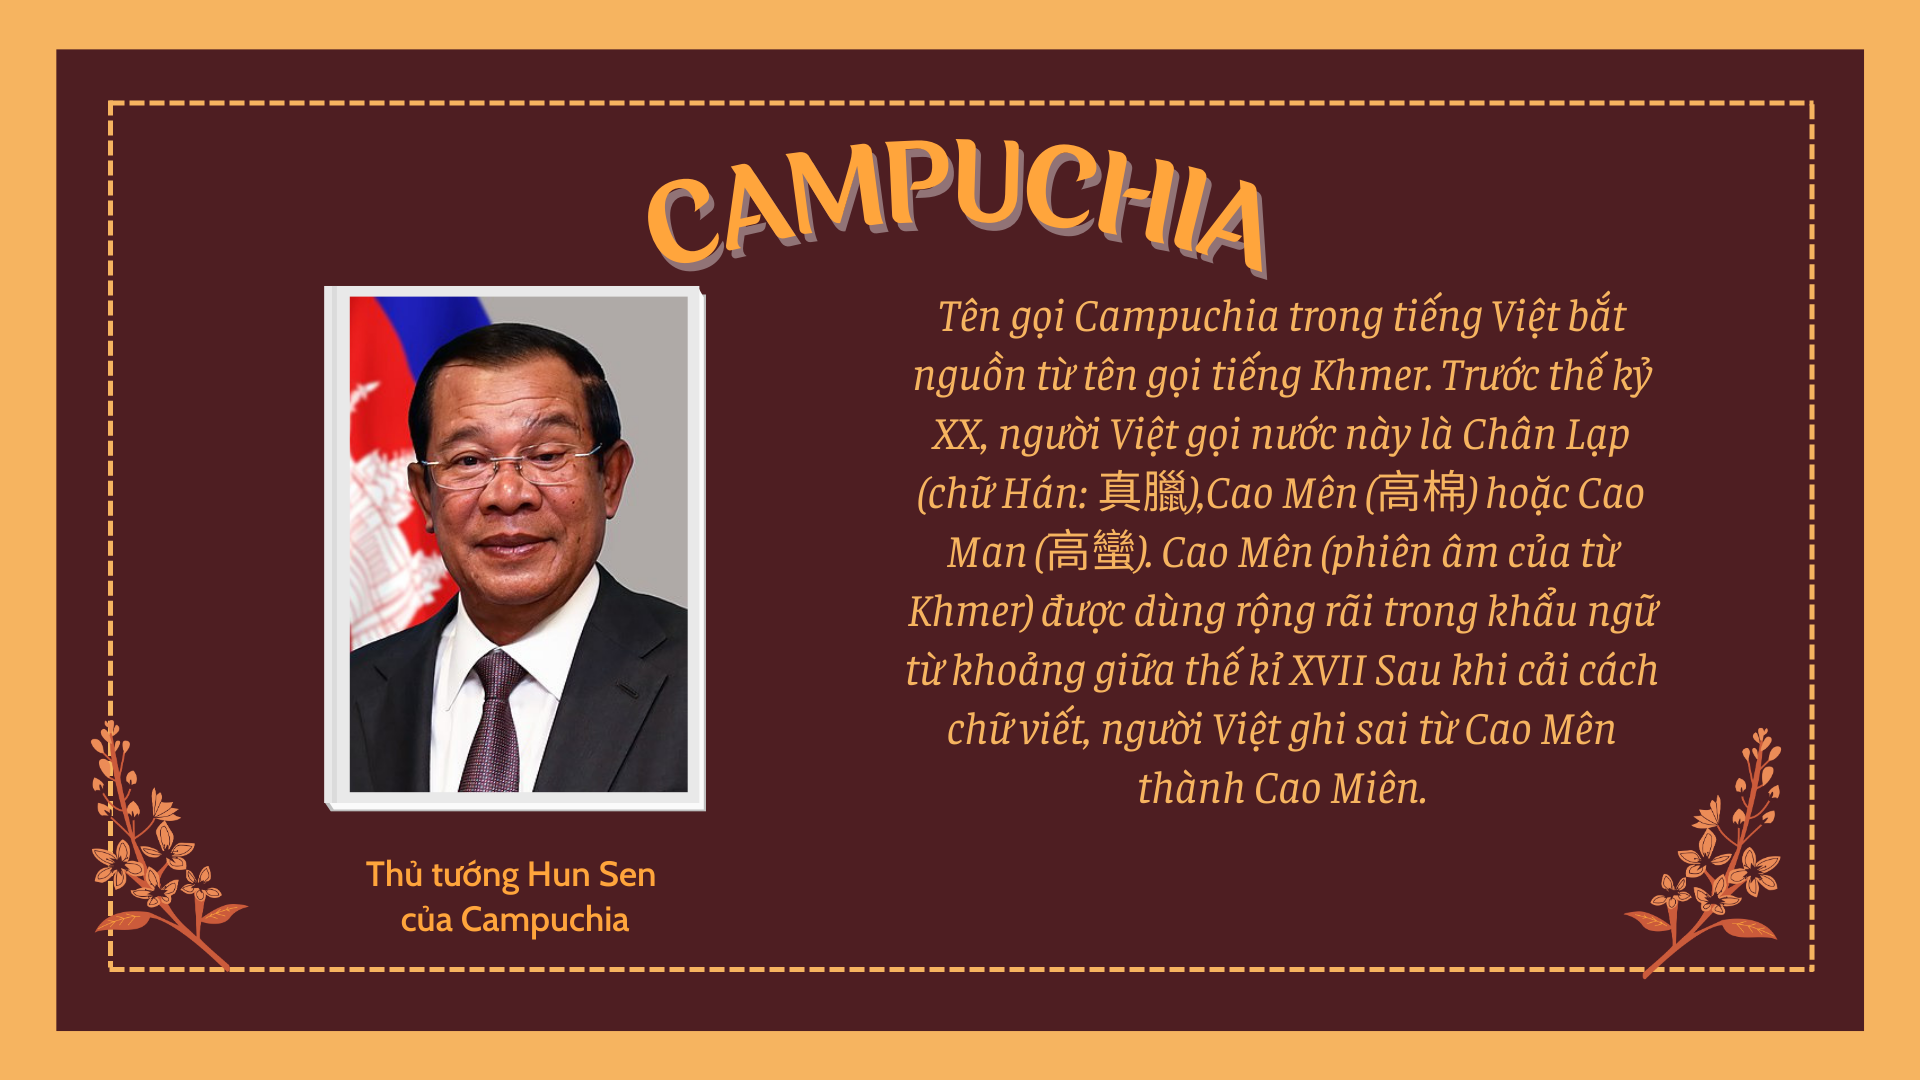 CAMPUCHIA
Tên gọi Campuchia trong tiếng Việt bắt
nguồn từ tên gọi tiếng Khmer. Trước thế kỷ
XX, người Việt gọi nước này là Chân Lạp
(chữ Hán: 真臘),Cao Mên (高棉) hoặc Cao
Man (高蠻). Cao Mên (phiên âm của từ
Khmer) được dùng rộng rãi trong khẩu ngữ
từ khoảng giữa thế kỉ XVII Sau khi cải cách
chữ viết, người Việt ghi sai từ Cao Mên
thành Cao Miên.
Thủ tướng Hun Sen
của Campuchia